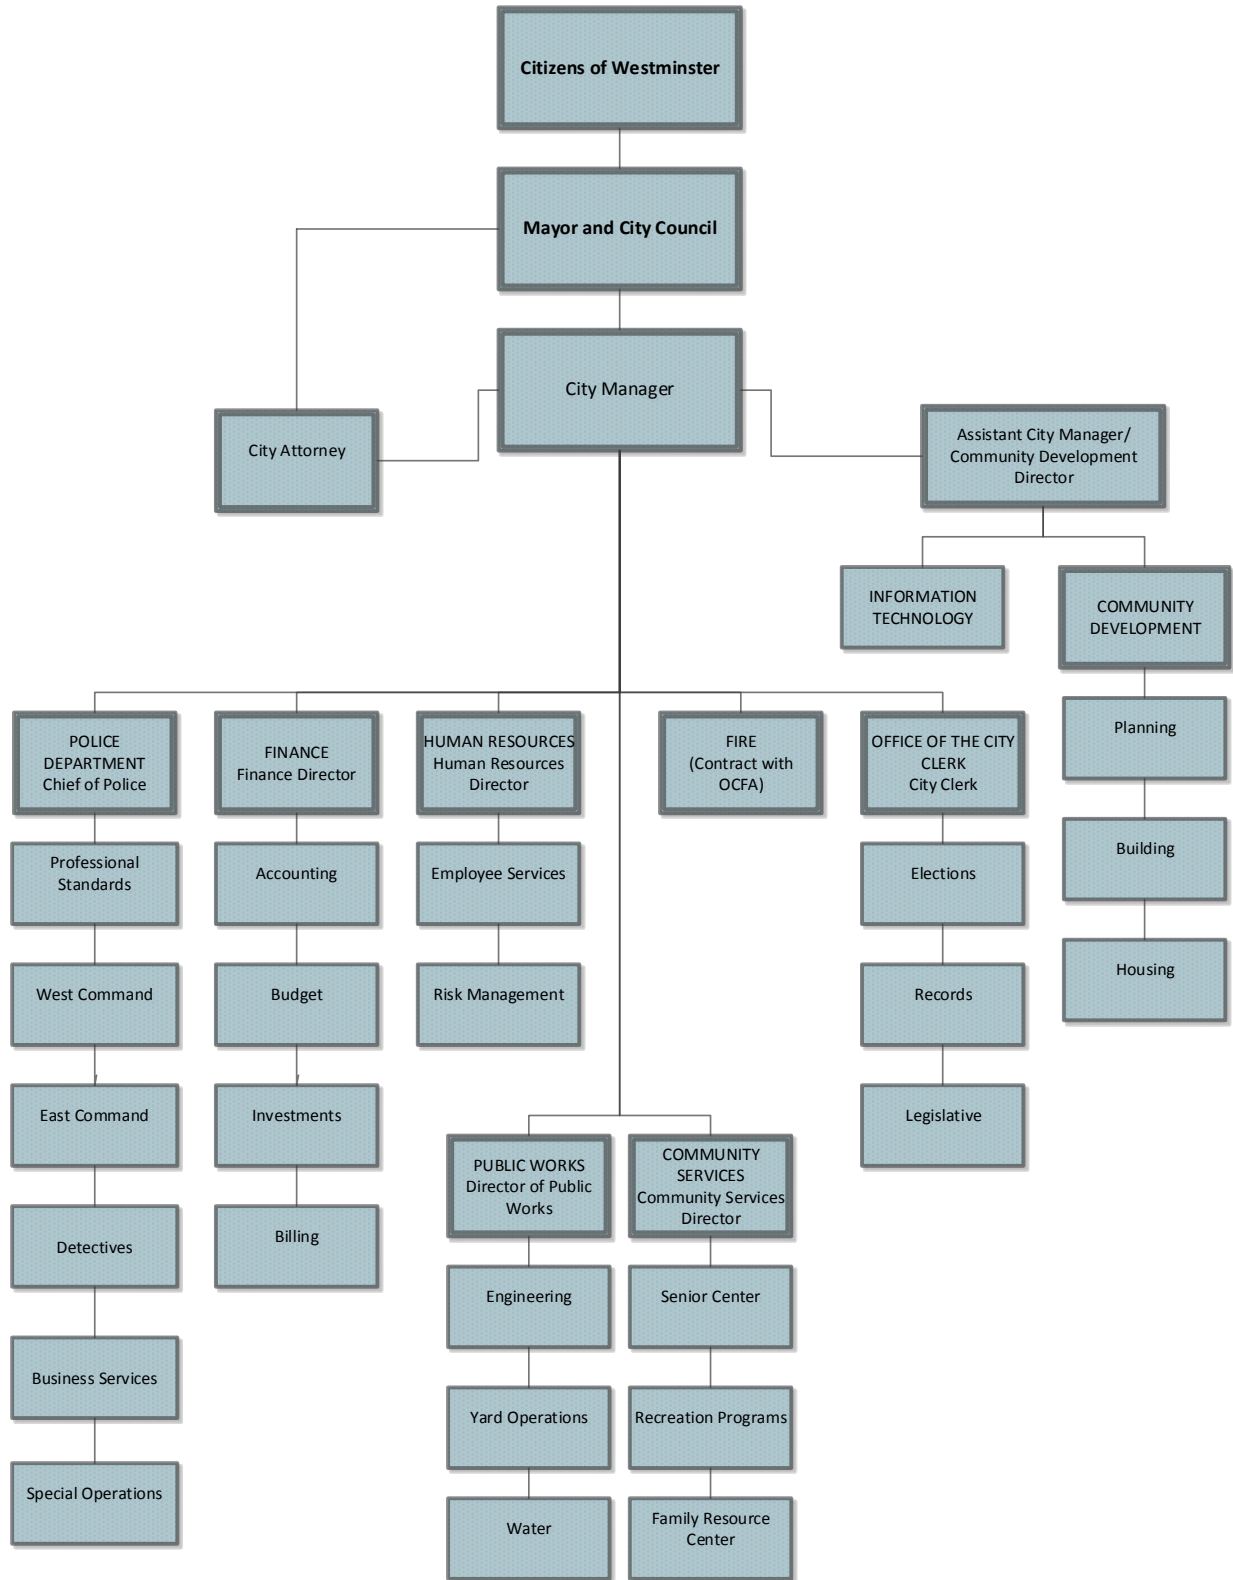 Citizens of Westminster
Mayor and City Council
City Manager
City Attorney
Assistant City Manager/
Community Development
Director
INFORMATION
TECHNOLOGY
COMMUNITY
DEVELOPMENT
Planning
Building
Housing
POLICE
DEPARTMENT
Chief of Police
Professional
Standards
West Command
East Command
Detectives
Business Services
Special Operations
FINANCE
Finance Director
Accounting
Budget
Investments
Billing
HUMAN RESOURCES
Human Resources
Director
Employee Services
Risk Management
FIRE
(Contract with
OCFA)
OFFICE OF THE CITY
CLERK
City Clerk
Elections
Records
Legislative
PUBLIC WORKS
Director of Public
Works
Engineering
Yard Operations
Water
COMMUNITY
SERVICES
Community Services
Director
Senior Center
Recreation Programs
Family Resource
Center